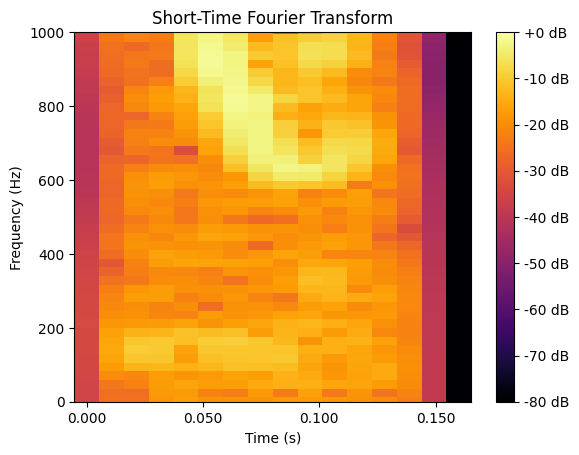 Short-Time Fourier Transform
Frequency (Hz)
1000
800
600
400
200
0
0.000
0.050
0.100
0.150
Time (s)
+0 dB
-10 dB
-20 dB
-30 dB
-40 dB
-50 dB
-60 dB
-70 dB
-80 dB